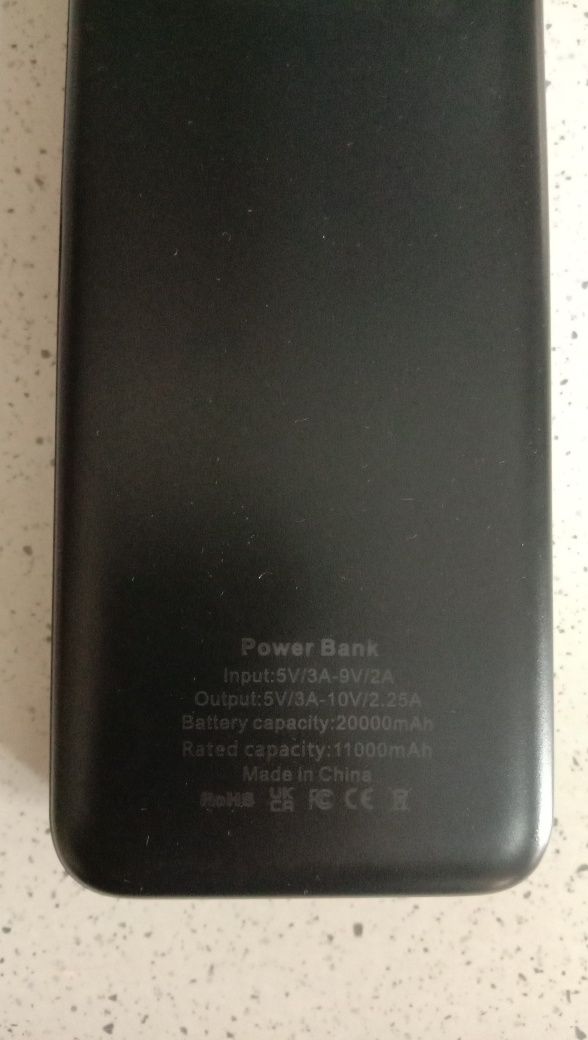 Power Bank
Input:5V/3A-9V/2A
Output:5V/3A-10V/2.25A
Battery capacity:20000mAh
Rated capacity:11000mAh
Made in China
RoHS UK CA FC CE